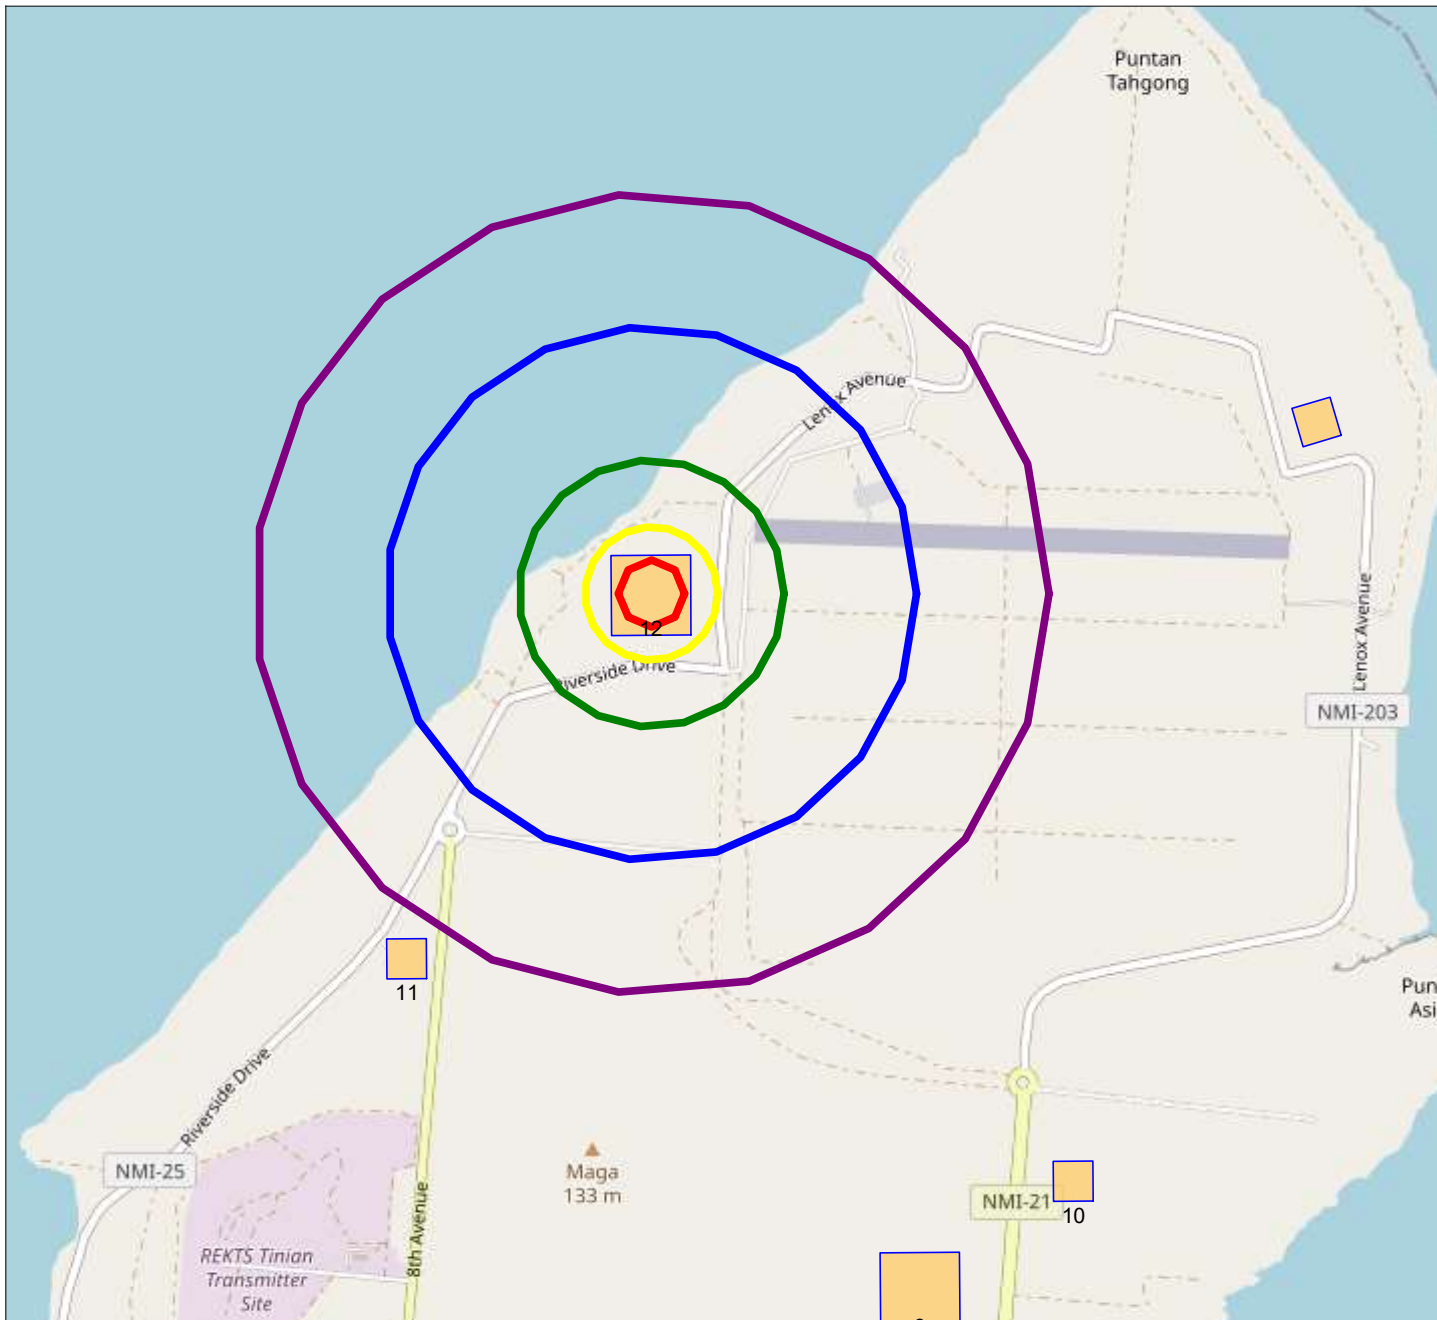 Puntan
Tahgong
Lenox Avenue
12
Riverside Drive
Lenox Avenue
NMI-203
11
Pun
Asi
Riverside Drive
NMI-25
Maga
133 m
8th Avenue
NMI-21
10
REKTS Tinian
Transmitter
Site